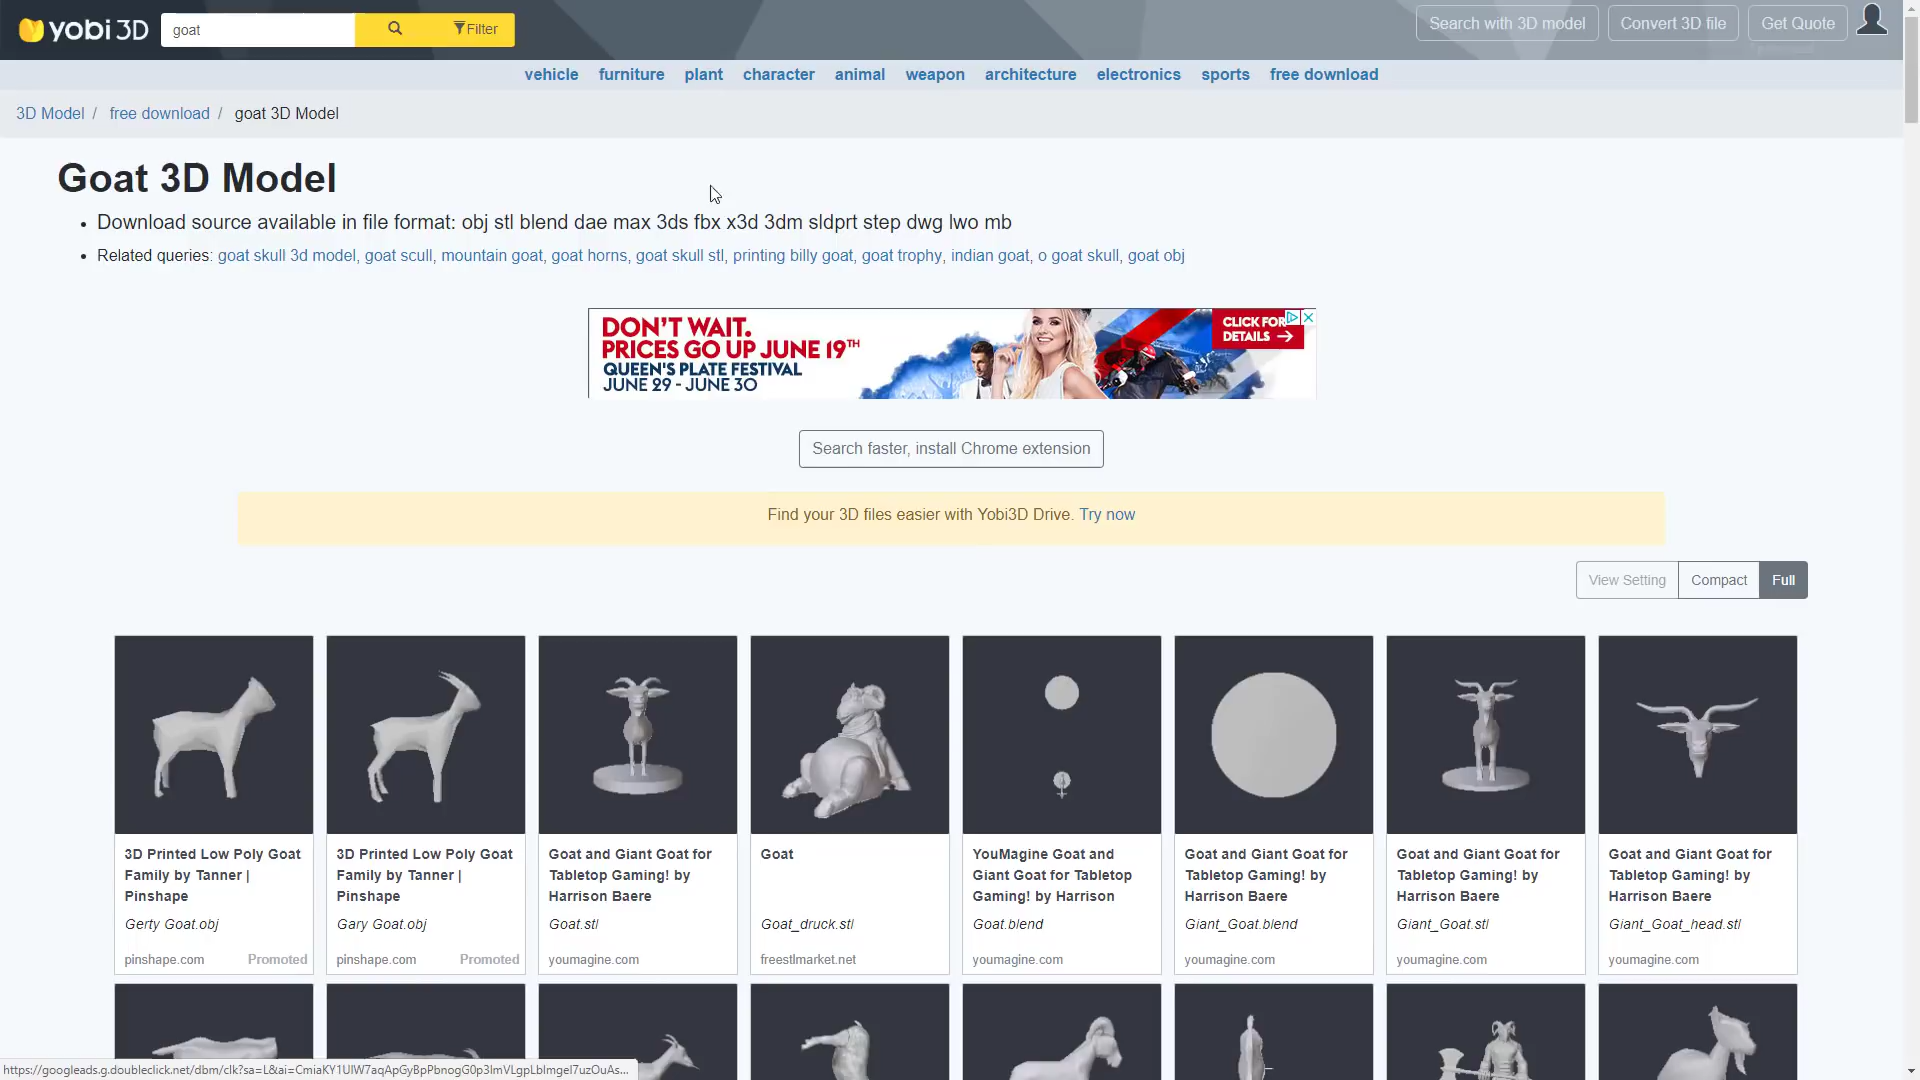 yobi 3D
goat
Filter
Search with 3D model
Convert 3D file
Get Quote
vehicle furniture plant character animal weapon architecture electronics sports free download
3D Model / free download / goat 3D Model
Goat 3D Model
• Download source available in file format: obj stl blend dae max 3ds fbx x3d 3dm sldprt step dwg lwo mb
• Related queries: goat skull 3d model, goat scull, mountain goat, goat horns, goat skull stl, printing billy goat, goat trophy, indian goat, o goat skull, goat obj
DON'T WAIT.
PRICES GO UP JUNE 19TH
QUEEN'S PLATE FESTIVAL
JUNE 29 - JUNE 30
CLICK FOR
DETAILS →
Search faster, install Chrome extension
Find your 3D files easier with Yobi3D Drive. Try now
View Setting Compact Full
3D Printed Low Poly Goat
Family by Tanner |
Pinshape
Gerty Goat.obj
pinshape.com Promoted
3D Printed Low Poly Goat
Family by Tanner |
Pinshape
Gary Goat.obj
pinshape.com Promoted
Goat and Giant Goat for
Tabletop Gaming! by
Harrison Baere
Goat.stl
youmagine.com
Goat
Goat_druck.stl
freestlmarket.net
YouMagine Goat and
Giant Goat for Tabletop
Gaming! by Harrison
Goat.blend
youmagine.com
Goat and Giant Goat for
Tabletop Gaming! by
Harrison Baere
Giant_Goat.blend
youmagine.com
Goat and Giant Goat for
Tabletop Gaming! by
Harrison Baere
Giant_Goat.stl
youmagine.com
Goat and Giant Goat for
Tabletop Gaming! by
Harrison Baere
Giant_Goat_head.stl
youmagine.com